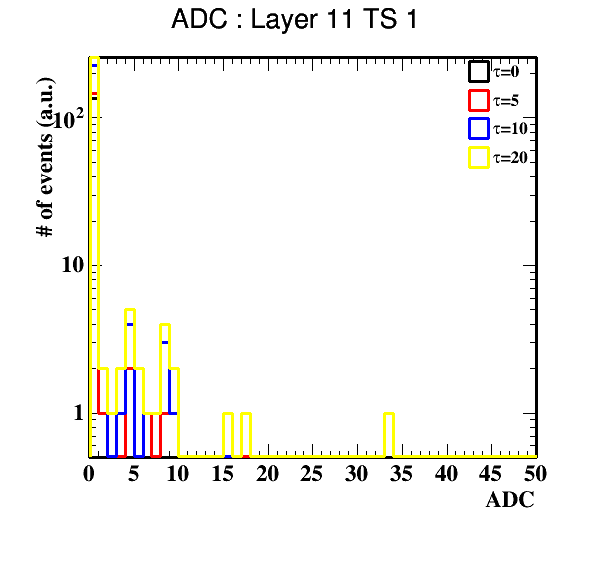 ADC : Layer 11 TS 1
# of events (a.u.)
10²
10
1
τ=0
τ=5
τ=10
τ=20
0 5 10 15 20 25 30 35 40 45 50
ADC